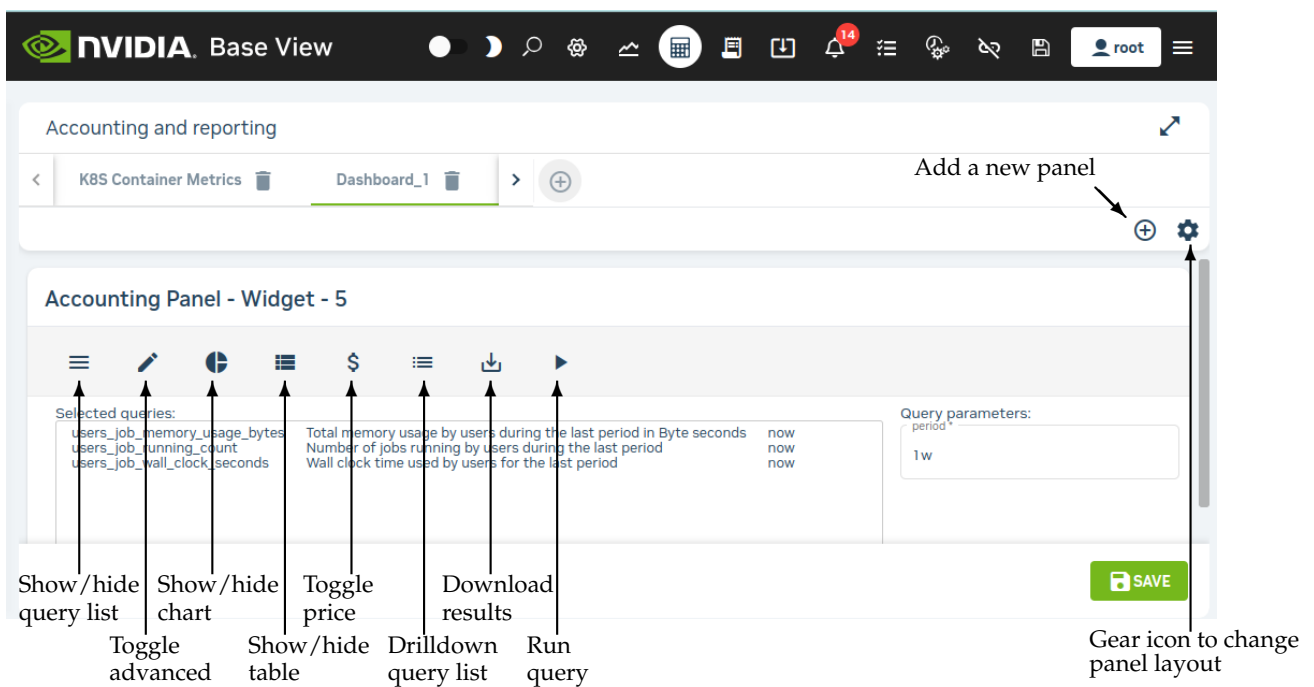 NVIDIA. Base View
14
root
Accounting and reporting
Add a new panel
K8S Container Metrics
Dashboard_1
Accounting Panel - Widget - 5
$
Selected queries:
users_job_memory_usage_bytes Total memory usage by users during the last period in Byte seconds now
users_job_running_count Number of jobs running by users during the last period now
users_job_wall_clock_seconds Wall clock time used by users for the last period now
Query parameters:
period *
1w
SAVE
Show/hide
query list
Show/hide
chart
Toggle
price
Download
results
Toggle
advanced
Show/hide
table
Drilldown
query list
Run
query
Gear icon to change
panel layout